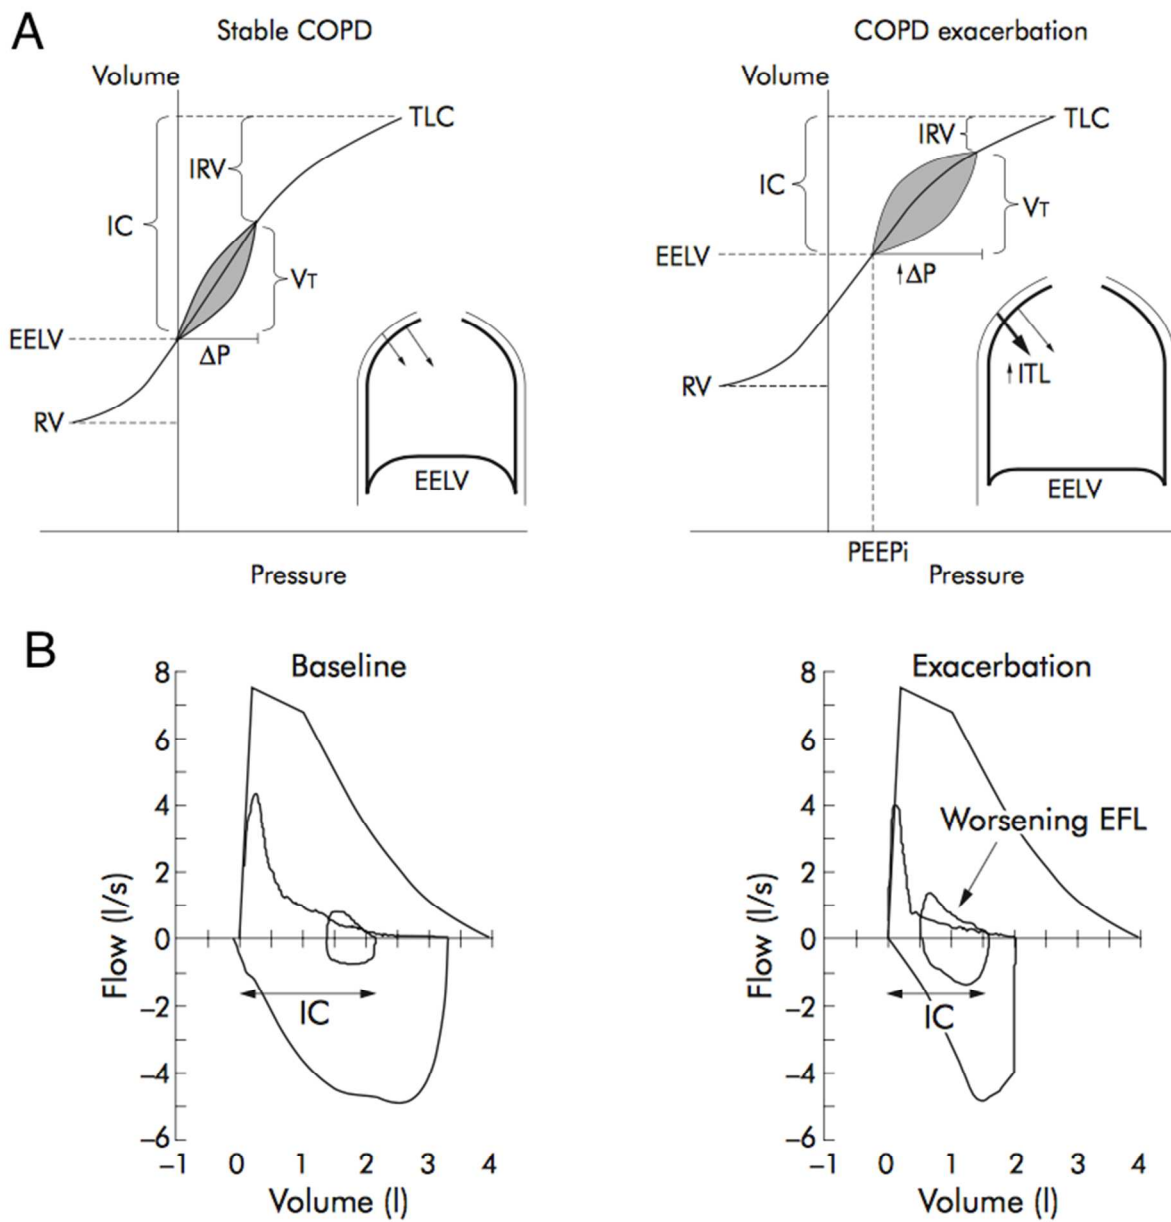 A
Stable COPD
COPD exacerbation
Volume
TLC
IRV
IC
VT
EELV
ΔP
RV
EELV
Pressure
Volume
TLC
IRV
IC
VT
EELV
↑ΔP
↑ITL
RV
EELV
PEEPi
Pressure
B
Baseline
8
6
4
2
0
–2
–4
–6
Flow (l/s)
IC
–1 0 1 2 3 4
Volume (l)
Exacerbation
8
6
4
2
0
–2
–4
–6
Flow (l/s)
Worsening EFL
IC
–1 0 1 2 3 4
Volume (l)